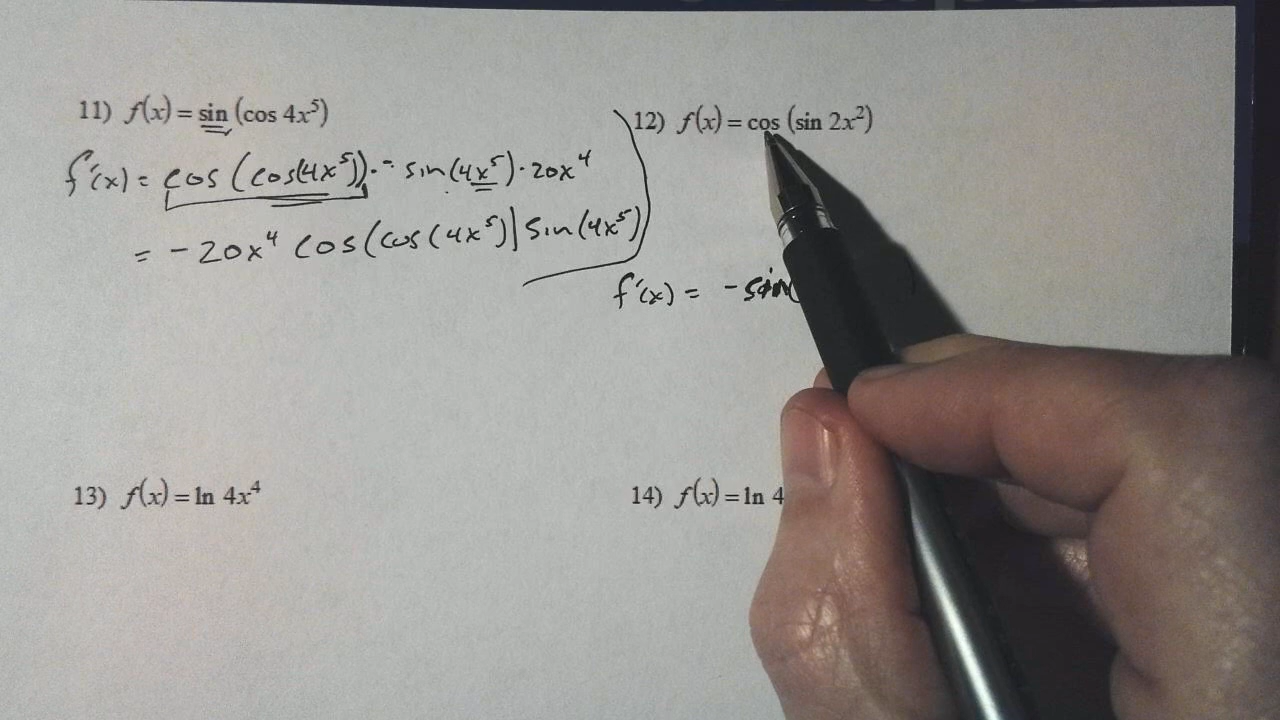 11) f(x) = sin (cos 4x⁵)
f'(x) = cos (cos(4x⁵)) · - sin(4x⁵) · 20x⁴
= - 20x⁴ cos(cos(4x⁵)) sin(4x⁵)
12) f(x) = cos (sin 2x²)
f'(x) = - sin(
13) f(x) = ln 4x⁴
14) f(x) = ln 4